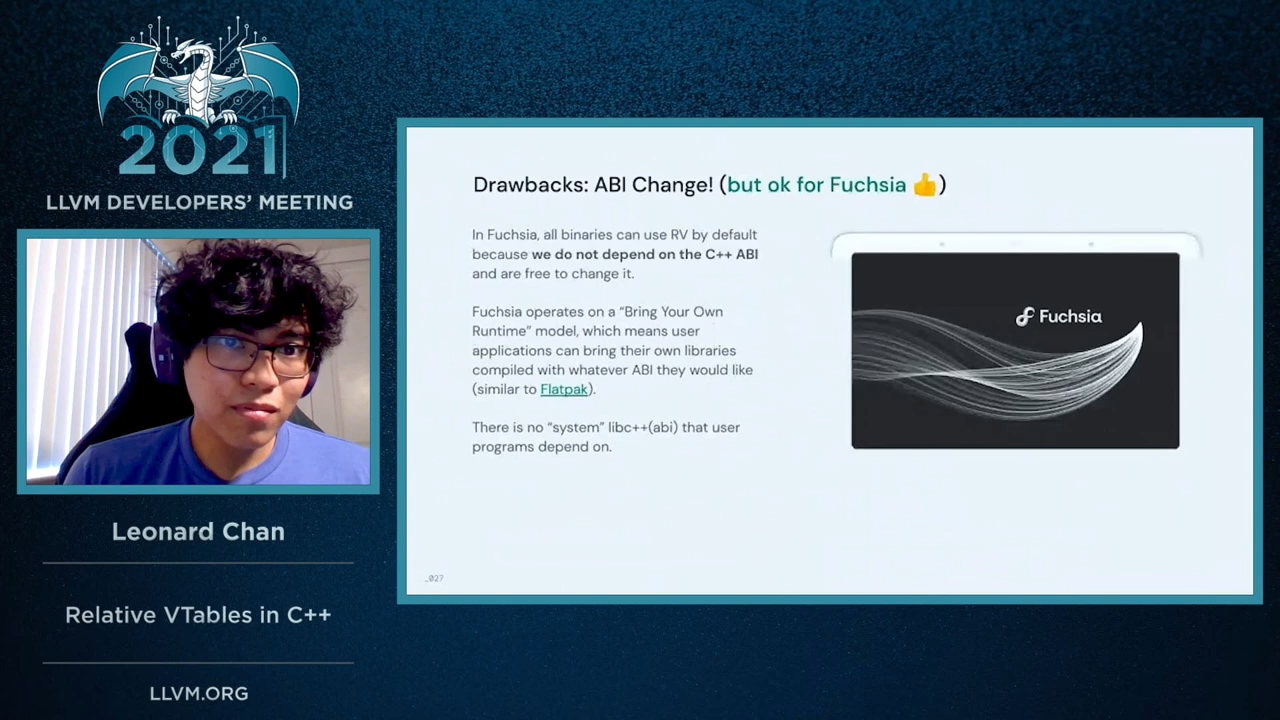 2021
LLVM DEVELOPERS' MEETING
Leonard Chan
Relative VTables in C++
LLVM.ORG
Drawbacks: ABI Change! (but ok for Fuchsia 👍)
In Fuchsia, all binaries can use RV by default
because we do not depend on the C++ ABI
and are free to change it.
Fuchsia operates on a “Bring Your Own
Runtime” model, which means user
applications can bring their own libraries
compiled with whatever ABI they would like
(similar to Flatpak).
There is no “system” libc++(abi) that user
programs depend on.
Fuchsia
_027